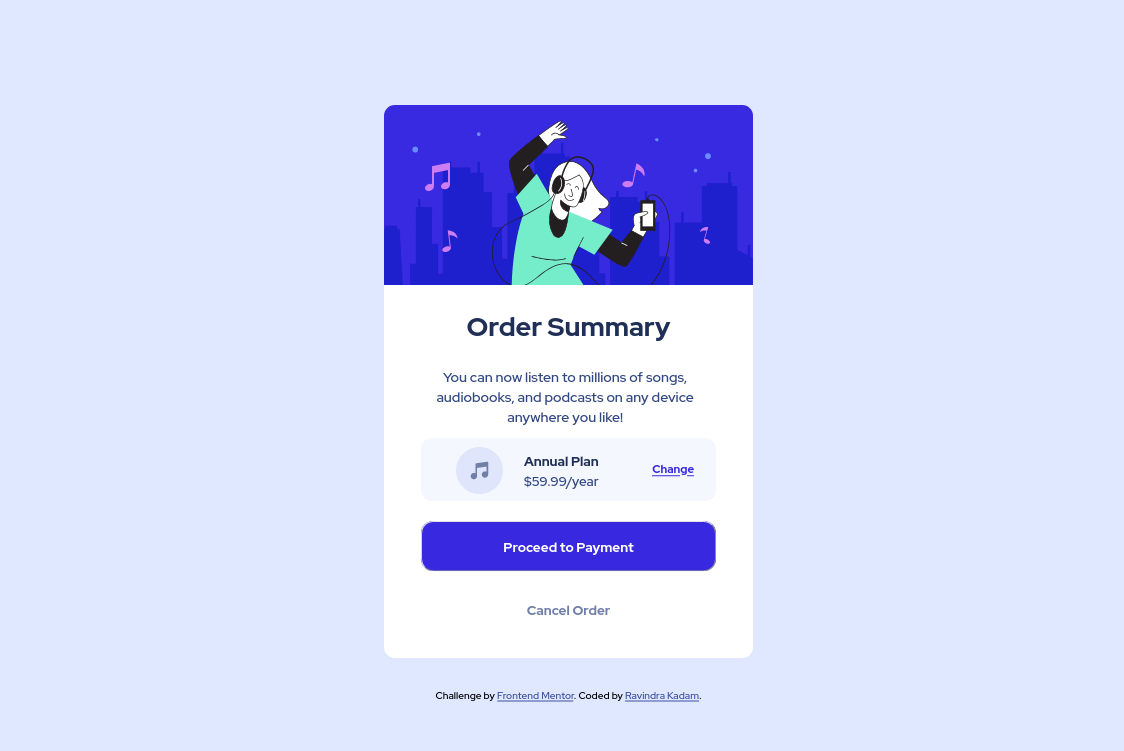 Order Summary
You can now listen to millions of songs,
audiobooks, and podcasts on any device
anywhere you like!
Annual Plan
$59.99/year
Change
Proceed to Payment
Cancel Order
Challenge by Frontend Mentor. Coded by Ravindra Kadam.